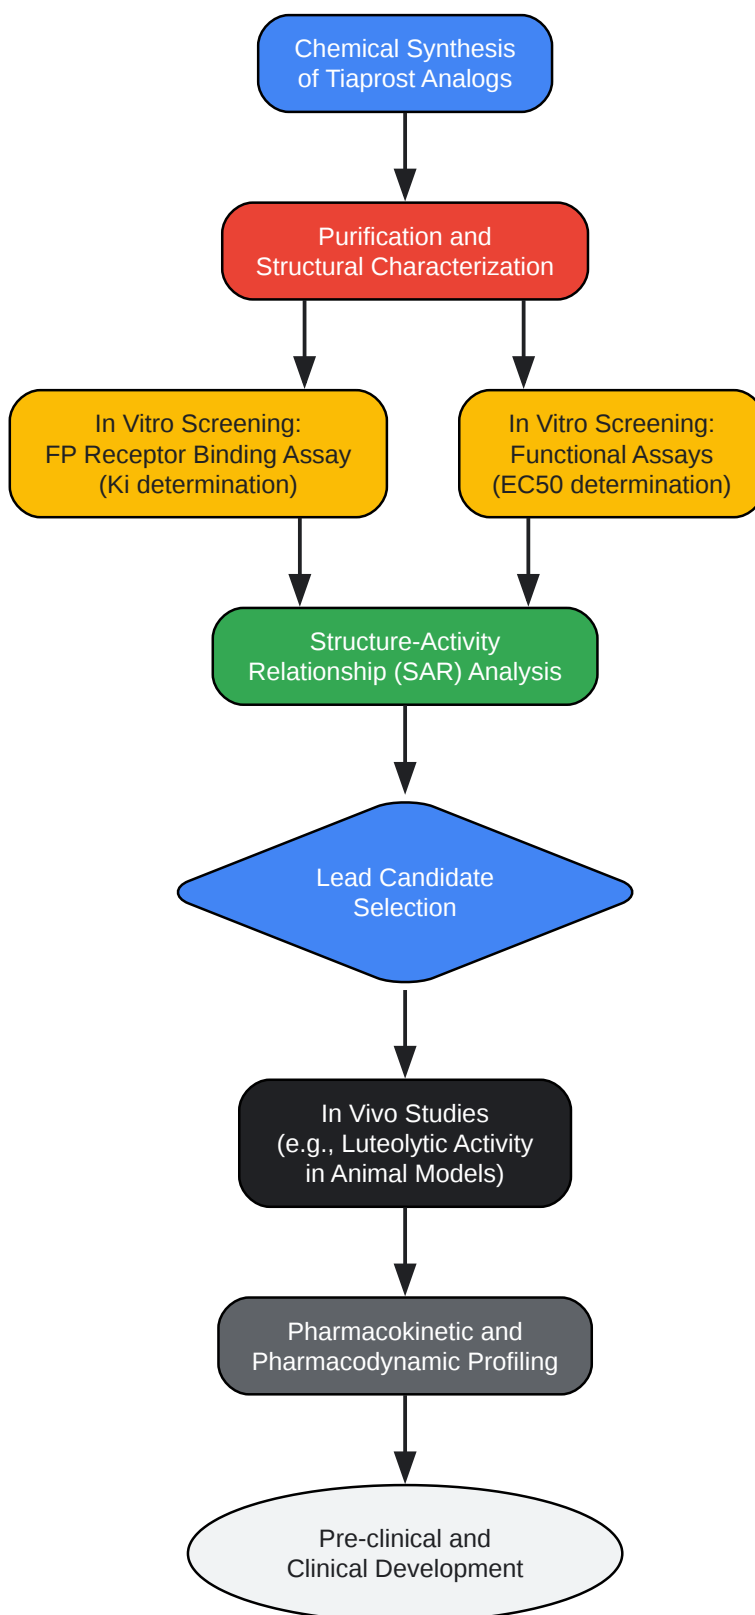 Chemical Synthesis
of Tiaprost Analogs
Purification and
Structural Characterization
In Vitro Screening:
FP Receptor Binding Assay
(Ki determination)
In Vitro Screening:
Functional Assays
(EC50 determination)
Structure-Activity
Relationship (SAR) Analysis
Lead Candidate
Selection
In Vivo Studies
(e.g., Luteolytic Activity
in Animal Models)
Pharmacokinetic and
Pharmacodynamic Profiling
Pre-clinical and
Clinical Development